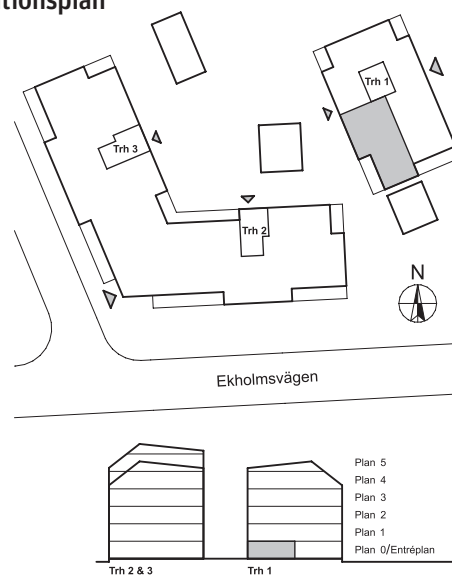 tionsplan
Trh 1
Trh 3
Trh 2
N
Ekholmsvägen
Plan 5
Plan 4
Plan 3
Plan 2
Plan 1
Plan 0/Entréplan
Trh 2 & 3
Trh 1